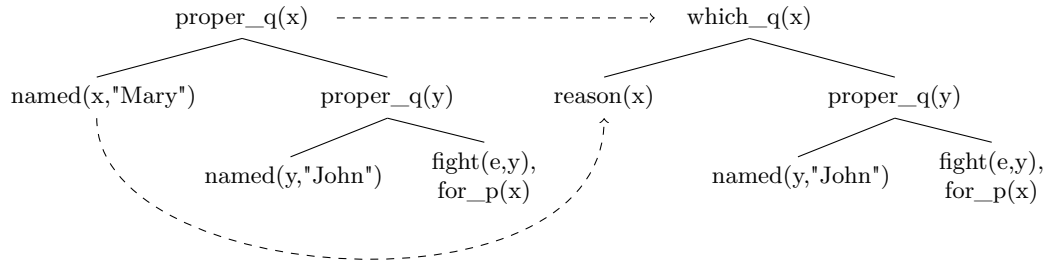 proper_q(x) which_q(x)
named(x,"Mary") proper_q(y) reason(x) proper_q(y)
named(y,"John") fight(e,y), for_p(x) named(y,"John") fight(e,y), for_p(x)